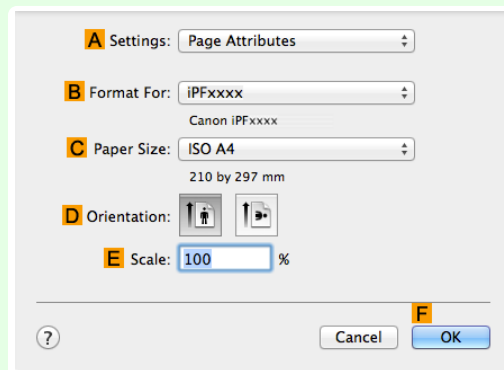 A Settings: Page Attributes
B Format For: iPFxxxx
Canon iPFxxxx
C Paper Size: ISO A4
210 by 297 mm
D Orientation:
E Scale: 100 %
F
? Cancel OK